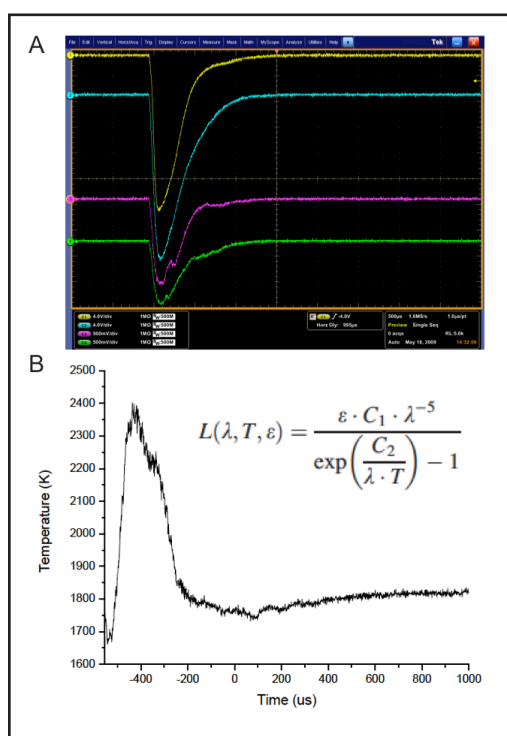 A
File Edit Vertical Horiz/Acq Trig Display Cursors Measure Mask Math MyScope Analyze Utilities Help Tek
4.0V/div 1MΩ 500M
4.0V/div 1MΩ 500M
500mV/div 1MΩ 500M
500mV/div 1MΩ 500M
-4.0V
Horz Dly: 995µs
500µs 1.0MS/s 1.0µs/pt
Preview Single Seq
0 acqs RL:5.0k
Auto May 18, 2009 14:32:06
B
L(λ, T, ε) = ε · C₁ · λ⁻⁵ / exp(C₂ / λ · T) − 1
Temperature (K)
2500
2400
2300
2200
2100
2000
1900
1800
1700
1600
-400 -200 0 200 400 600 800 1000
Time (us)